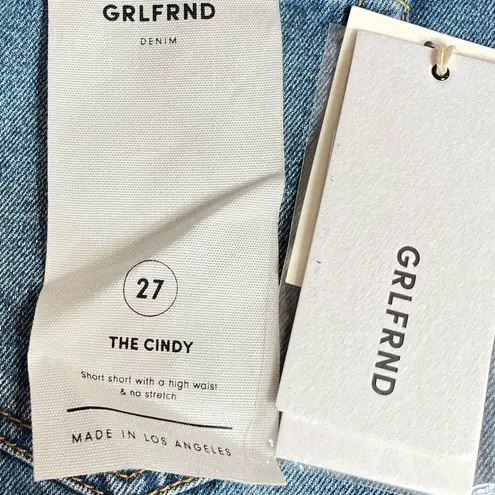 GRLFRND
DENIM
27
THE CINDY
Short short with a high waist
& no stretch
MADE IN LOS ANGELES
GRLFRND